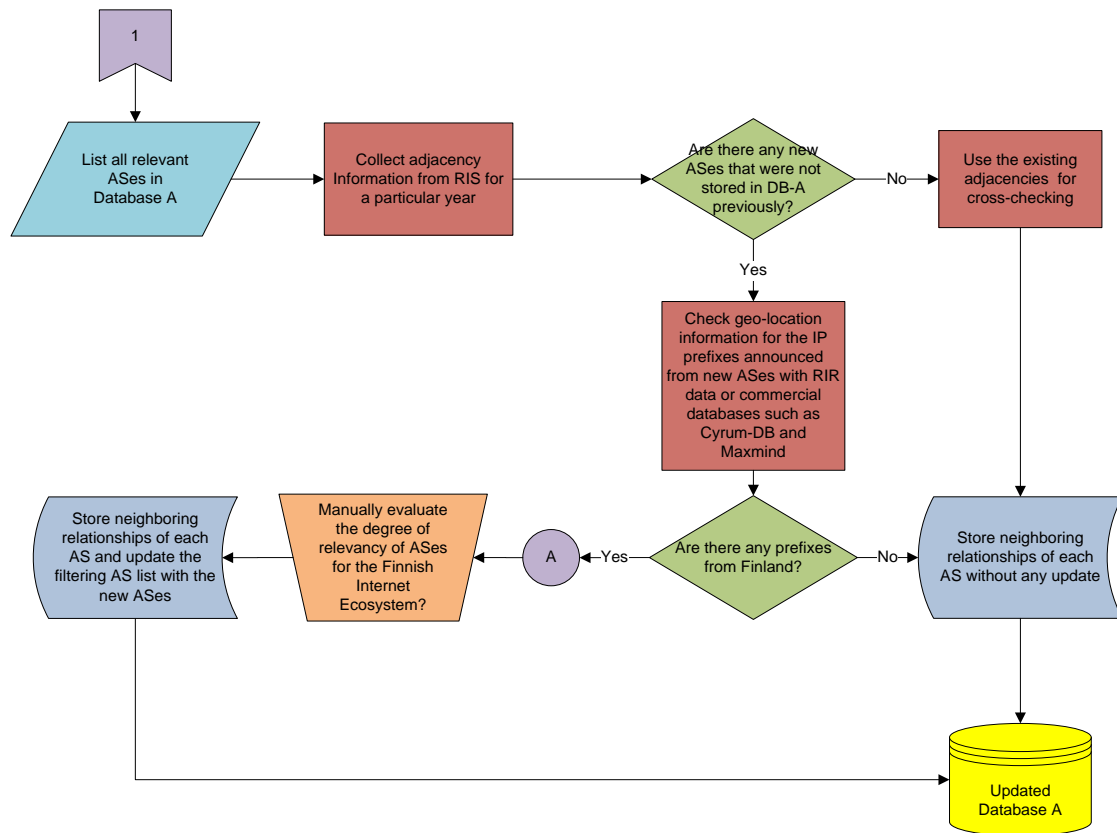 1
List all relevant
ASes in
Database A
Collect adjacency
Information from RIS for
a particular year
Are there any new
ASes that were not
stored in DB-A
previously?
No
Use the existing
adjacencies for
cross-checking
Yes
Check geo-location
information for the IP
prefixes announced
from new ASes with RIR
data or commercial
databases such as
Cyrum-DB and
Maxmind
Store neighboring
relationships of each
AS and update the
filtering AS list with the
new ASes
Manually evaluate
the degree of
relevancy of ASes
for the Finnish
Internet
Ecosystem?
A
Yes
Are there any prefixes
from Finland?
No
Store neighboring
relationships of each
AS without any update
Updated
Database A